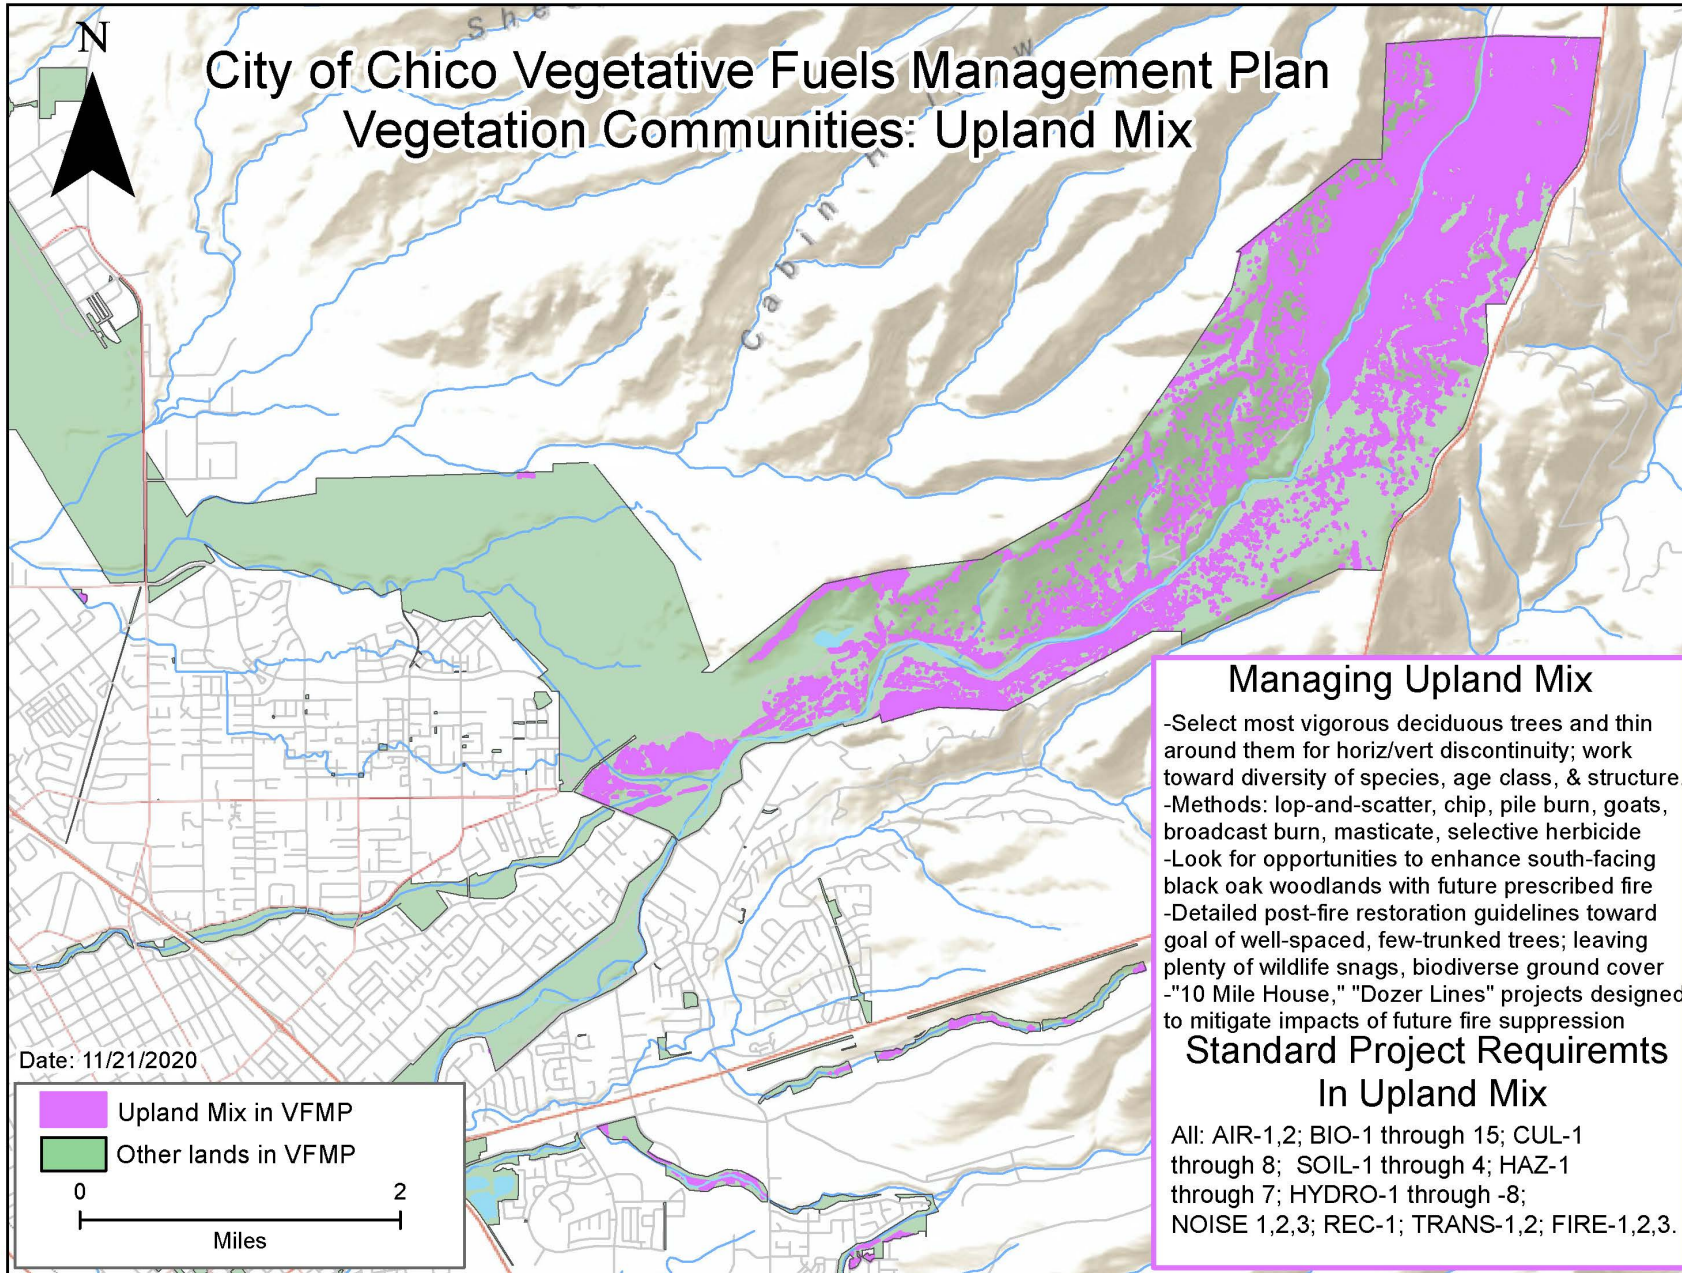 N
She
City of Chico Vegetative Fuels Management Plan
Vegetation Communities: Upland Mix
Cabin H l w
Managing Upland Mix
-Select most vigorous deciduous trees and thin
around them for horiz/vert discontinuity; work
toward diversity of species, age class, & structure.
-Methods: lop-and-scatter, chip, pile burn, goats,
broadcast burn, masticate, selective herbicide
-Look for opportunities to enhance south-facing
black oak woodlands with future prescribed fire
-Detailed post-fire restoration guidelines toward
goal of well-spaced, few-trunked trees; leaving
plenty of wildlife snags, biodiverse ground cover
-"10 Mile House," "Dozer Lines" projects designed
to mitigate impacts of future fire suppression
Standard Project Requiremts
In Upland Mix
All: AIR-1,2; BIO-1 through 15; CUL-1
through 8; SOIL-1 through 4; HAZ-1
through 7; HYDRO-1 through -8;
NOISE 1,2,3; REC-1; TRANS-1,2; FIRE-1,2,3.
Date: 11/21/2020
Upland Mix in VFMP
Other lands in VFMP
0 2
Miles